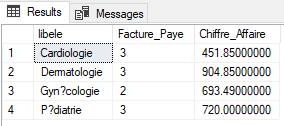 Results Messages
libele Facture_Paye Chiffre_Affaire
1 Cardiologie 3 451.85000000
2 Dermatologie 3 904.85000000
3 Gyn?cologie 2 693.49000000
4 P?diatrie 3 720.00000000